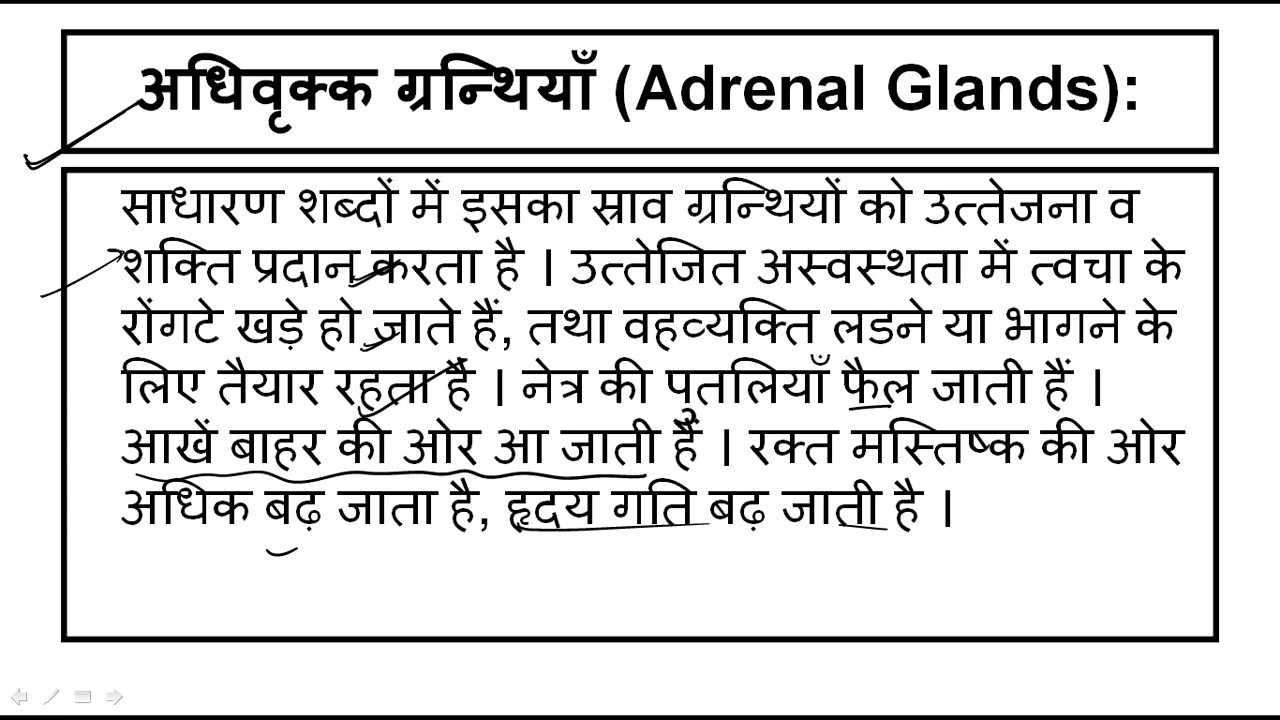 अधिवृक्क ग्रन्थियाँ (Adrenal Glands):
साधारण शब्दों में इसका स्राव ग्रन्थियों को उत्तेजना व
शक्ति प्रदान करता है । उत्तेजित अस्वस्थता में त्वचा के
रोंगटे खड़े हो जाते हैं, तथा वहव्यक्ति लडने या भागने के
लिए तैयार रहता है । नेत्र की पुतलियाँ फैल जाती हैं ।
आखें बाहर की ओर आ जाती हैं । रक्त मस्तिष्क की ओर
अधिक बढ़ जाता है, हृदय गति बढ़ जाती है ।